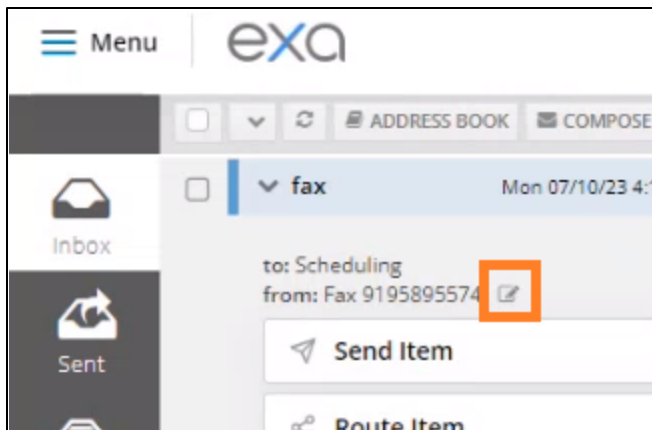 Menu
exa
ADDRESS BOOK
COMPOSE
fax
Mon 07/10/23 4:
Inbox
to: Scheduling
from: Fax 9195895574
Send Item
Sent
Route Item